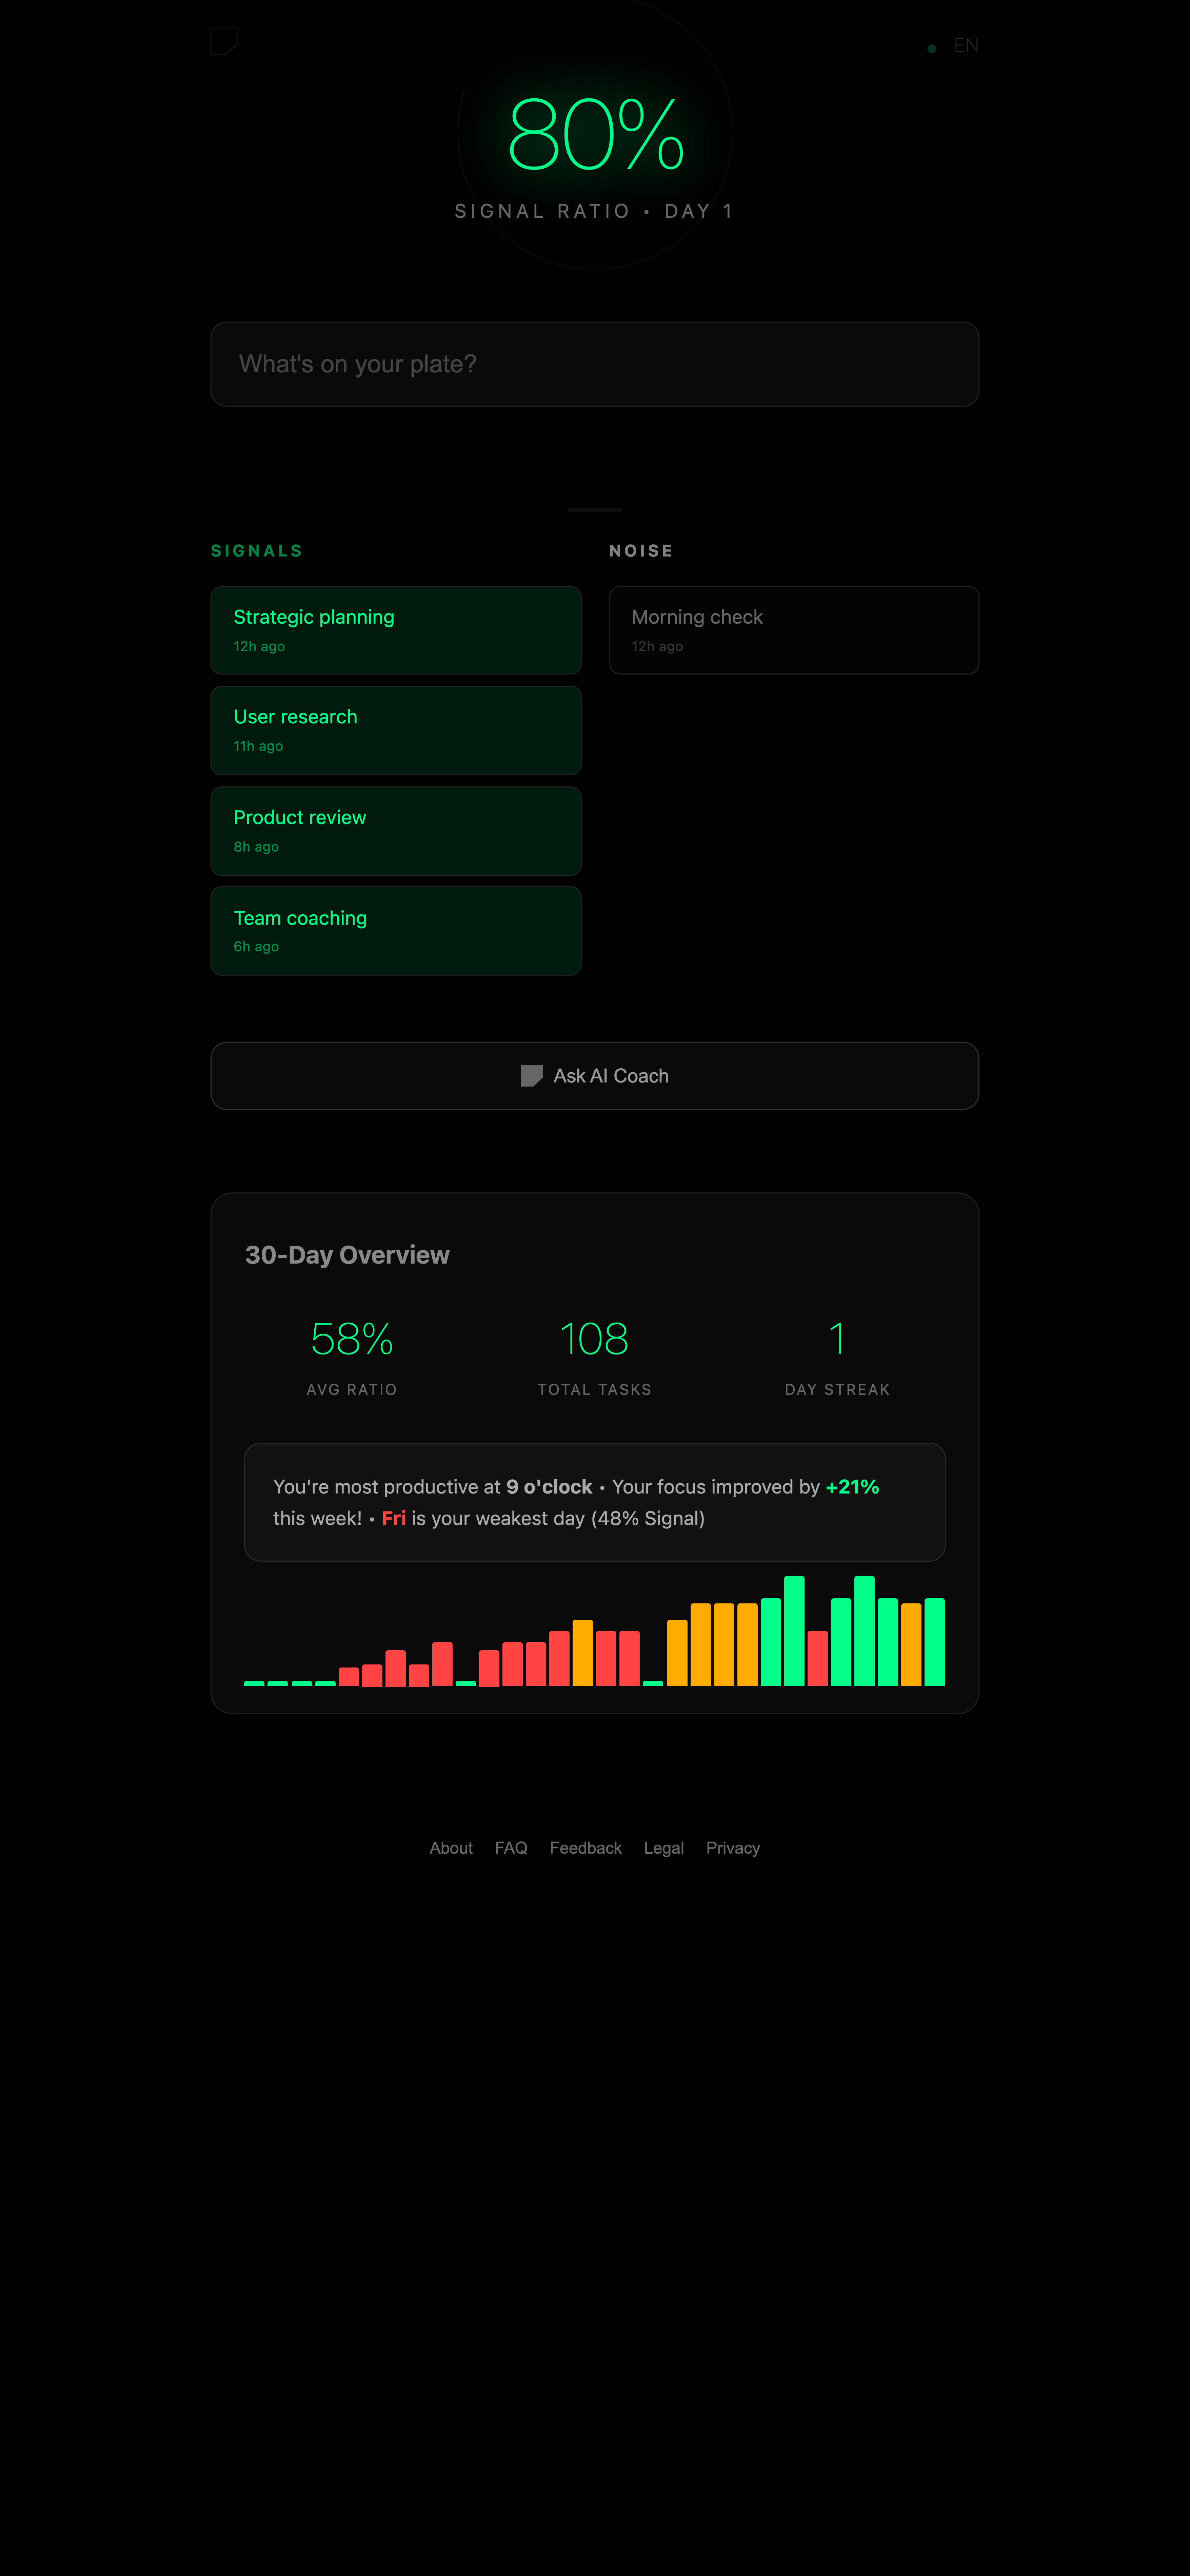 EN
80%
SIGNAL RATIO • DAY 1
What's on your plate?
SIGNALS
Strategic planning
12h ago
User research
11h ago
Product review
8h ago
Team coaching
6h ago
NOISE
Morning check
12h ago
Ask AI Coach
30-Day Overview
58%
AVG RATIO
108
TOTAL TASKS
1
DAY STREAK
You're most productive at 9 o'clock • Your focus improved by +21%
this week! • Fri is your weakest day (48% Signal)
About FAQ Feedback Legal Privacy